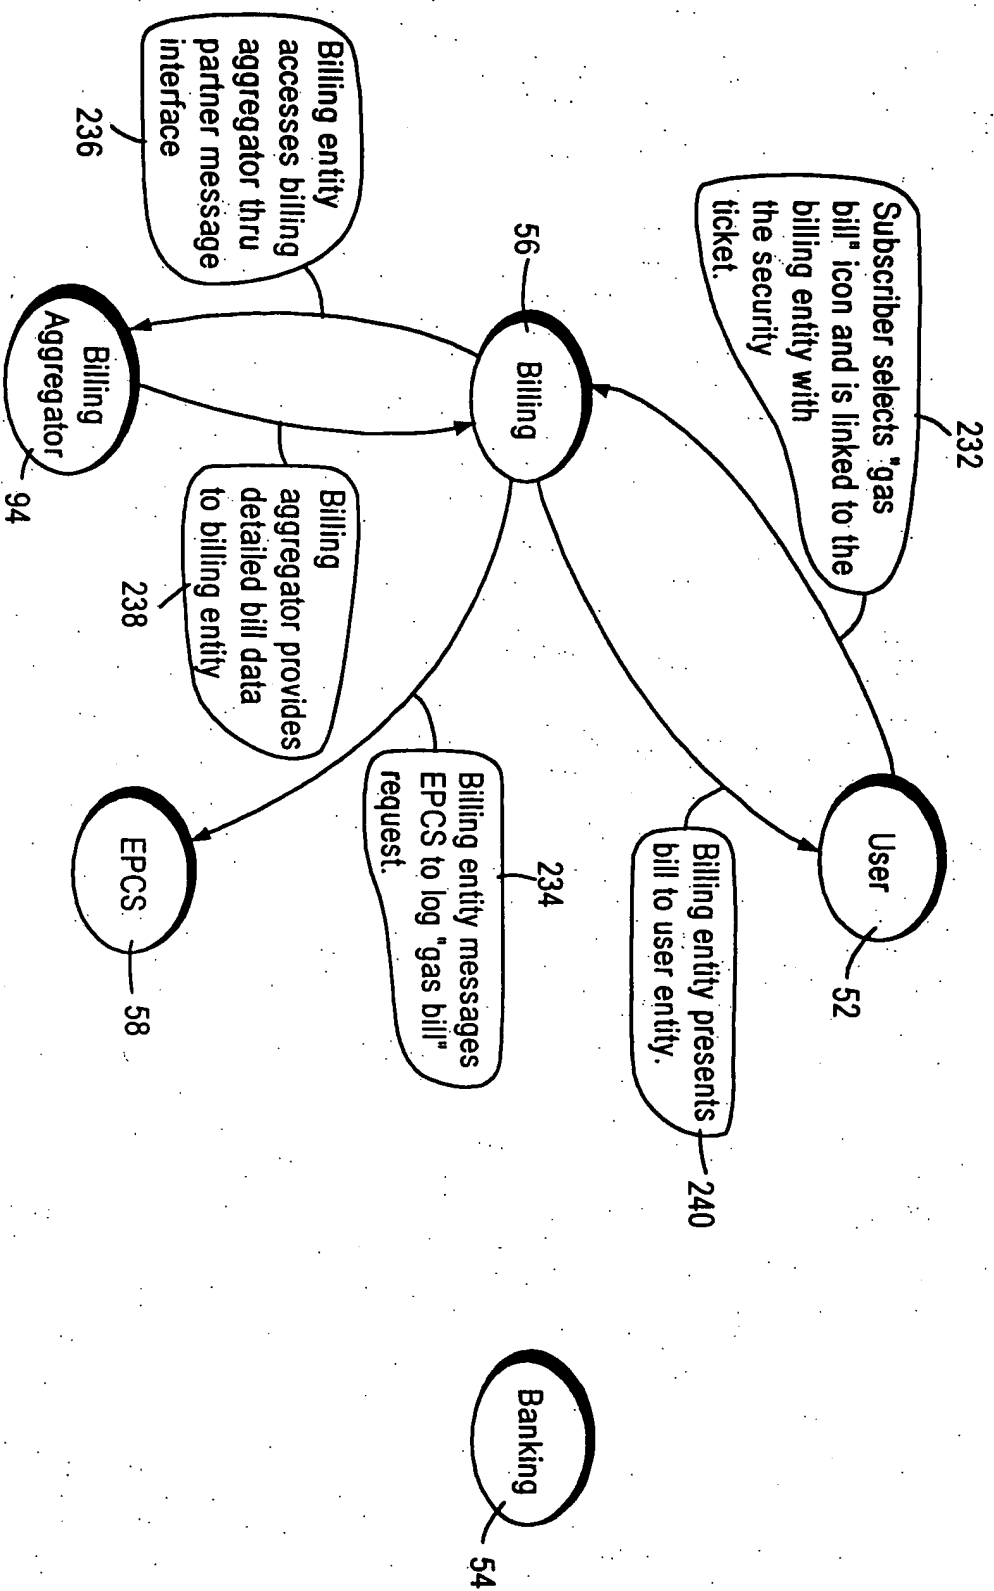 232
Subscriber selects "gas
bill" icon and is linked to the
billing entity with
the security
ticket.
User
52
Billing entity presents
bill to user entity.
240
56
Billing
Banking
54
234
Billing entity messages
EPCS to log "gas bill"
request.
Billing entity
accesses billing
aggregator thru
partner message
interface
236
Billing
aggregator provides
detailed bill data
to billing entity
238
Billing
Aggregator
94
EPCS
58